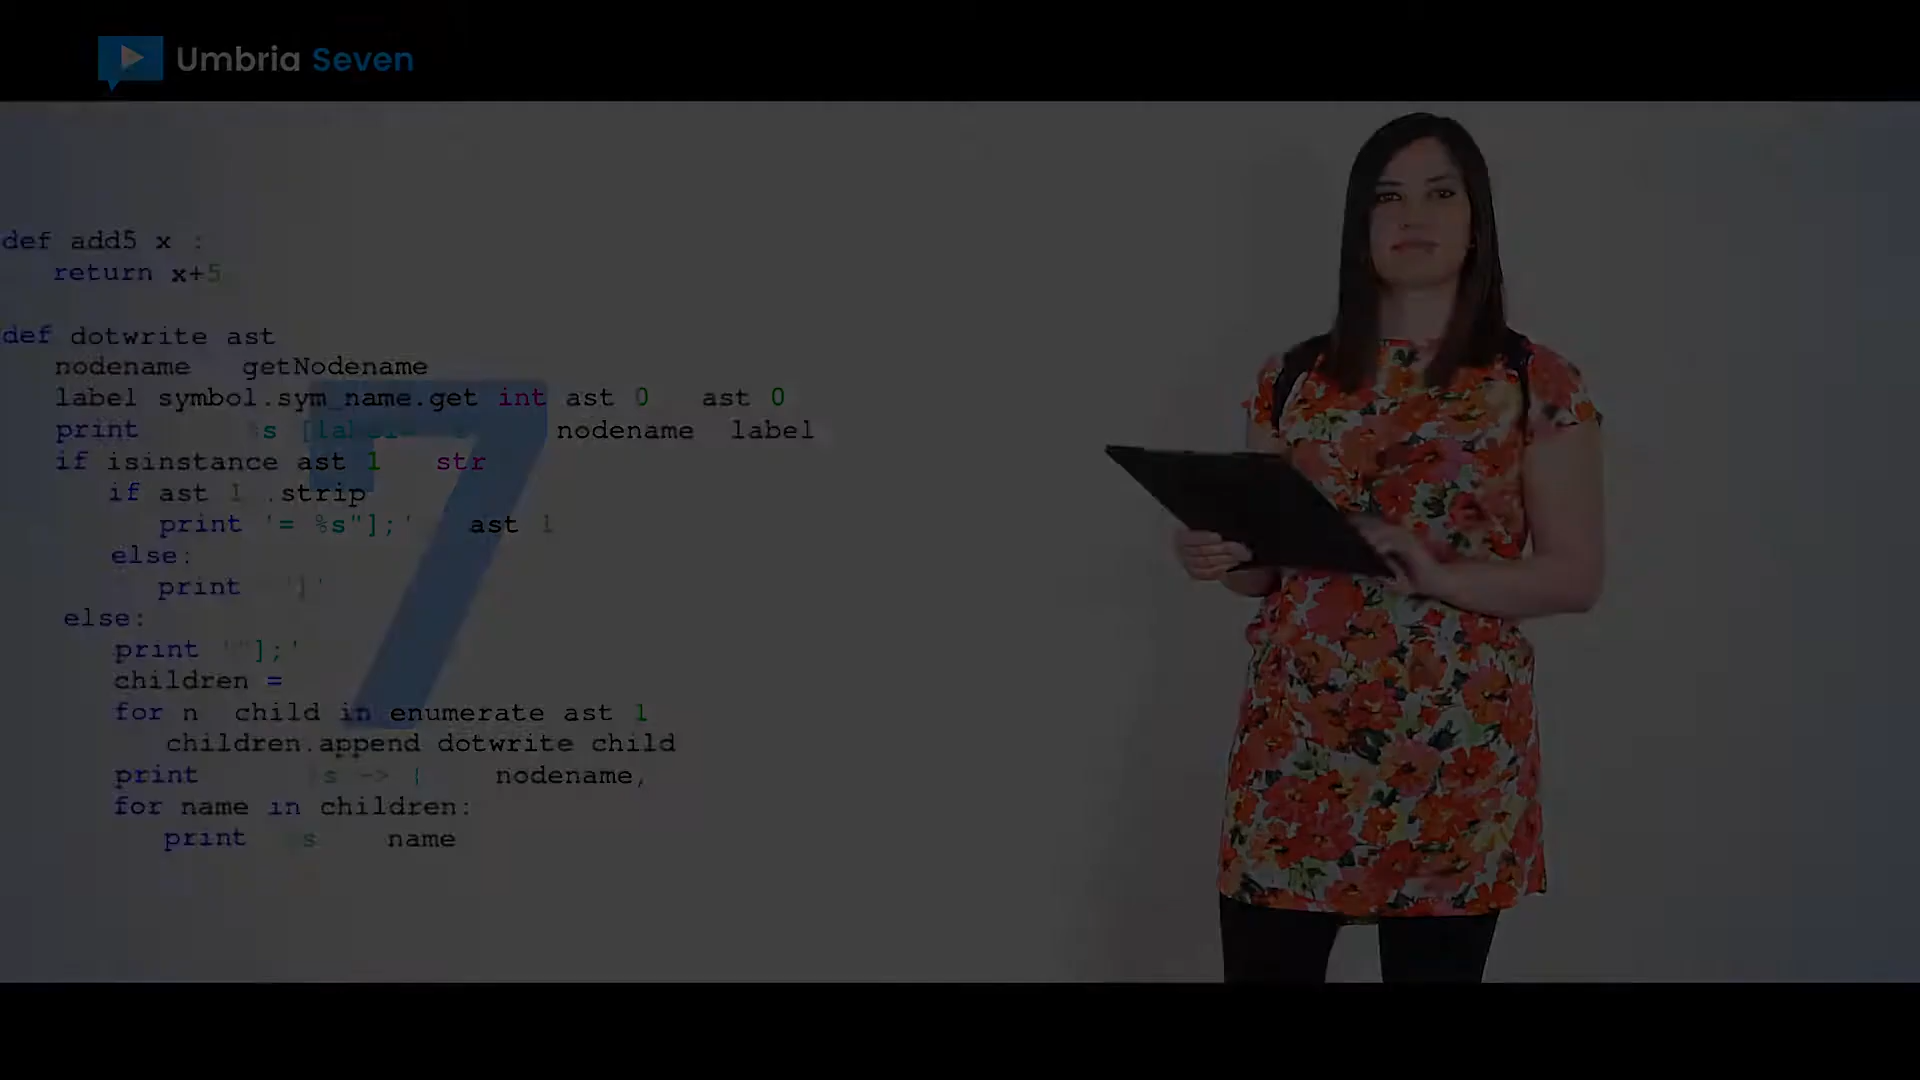 Umbria Seven
def add5 x :
return x+5
def dotwrite ast
nodename getNodename
label symbol.sym_name.get int ast 0 ast 0
print %s [label= nodename label
if isinstance ast 1 str
if ast 1 .strip
print '= %s"];' ast 1
else:
print ']'
else:
print '"];'
children =
for n child in enumerate ast 1
children.append dotwrite child
print %s -> { nodename,
for name in children:
print %s name
7